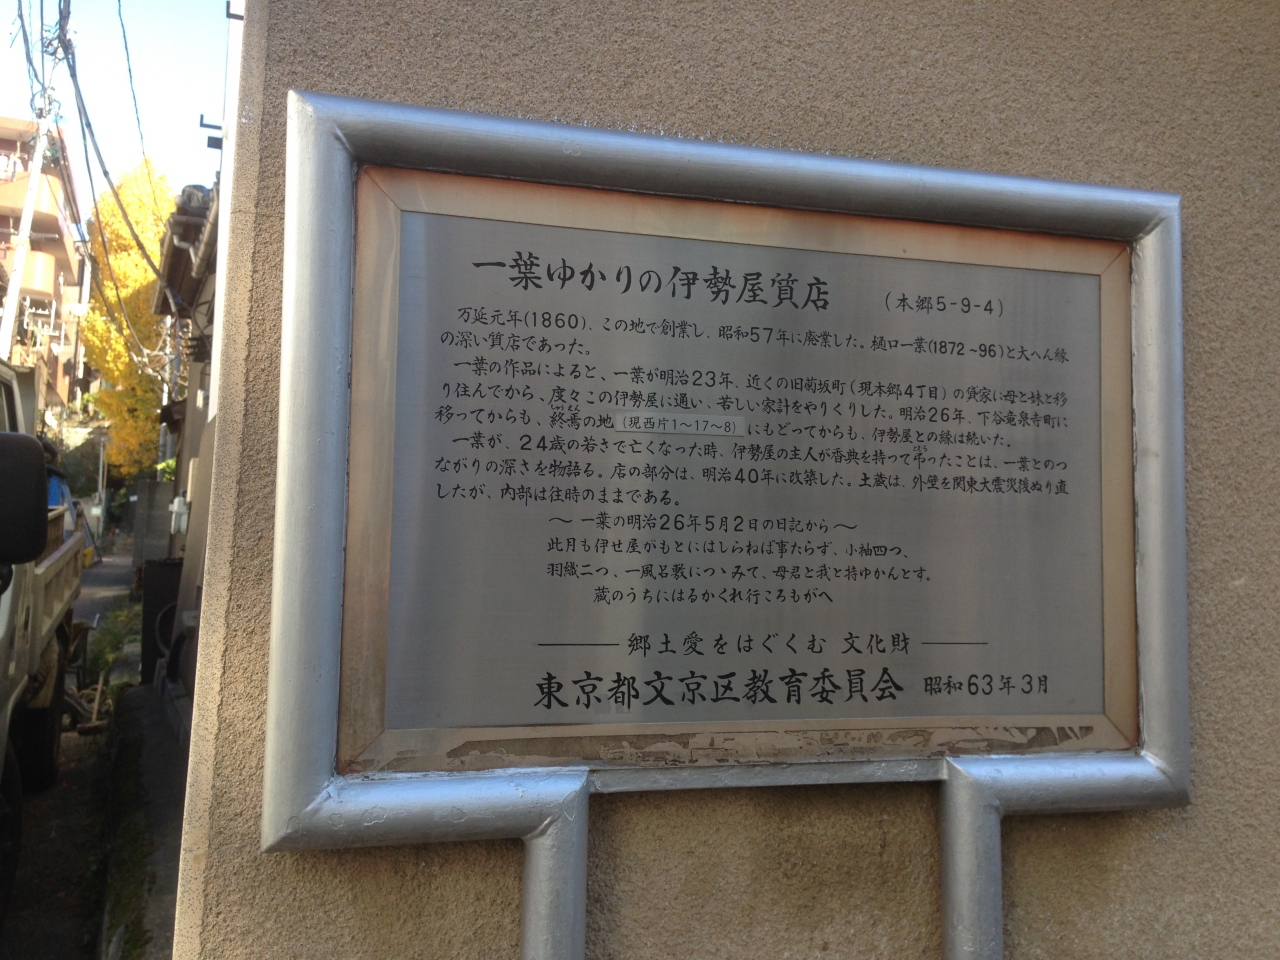 一葉ゆかりの伊勢屋質店 (本郷5-9-4)
万延元年(1860)、この地で創業し、昭和57年に廃業した。樋口一葉(1872~96)と大へん縁
の深い質店であった。
一葉の作品によると、一葉が明治23年、近くの旧菊坂町(現本郷4丁目)の貸家に母と妹と移
り住んでから、度々この伊勢屋に通い、苦しい家計をやりくりした。明治26年、下谷竜泉寺町に
移ってからも、終焉の地(現西片1~17~8)にもどってからも、伊勢屋との縁は続いた。
一葉が、24歳の若さで亡くなった時、伊勢屋の主人が香典を持って弔ったことは、一葉とのつ
ながりの深さを物語る。店の部分は、明治40年に改築した。土蔵は、外壁を関東大震災後ぬり直
したが、内部は往時のままである。
~一葉の明治26年5月2日の日記から~
此月も伊せ屋がもとにはしらねば事たらず、小袖四つ、
羽織二つ、一風呂敷につゝみて、母君と我と持ゆかんとす。
蔵のうちにはるかくれ行ころもがへ
郷土愛をはぐくむ 文化財
東京都文京区教育委員会 昭和63年3月